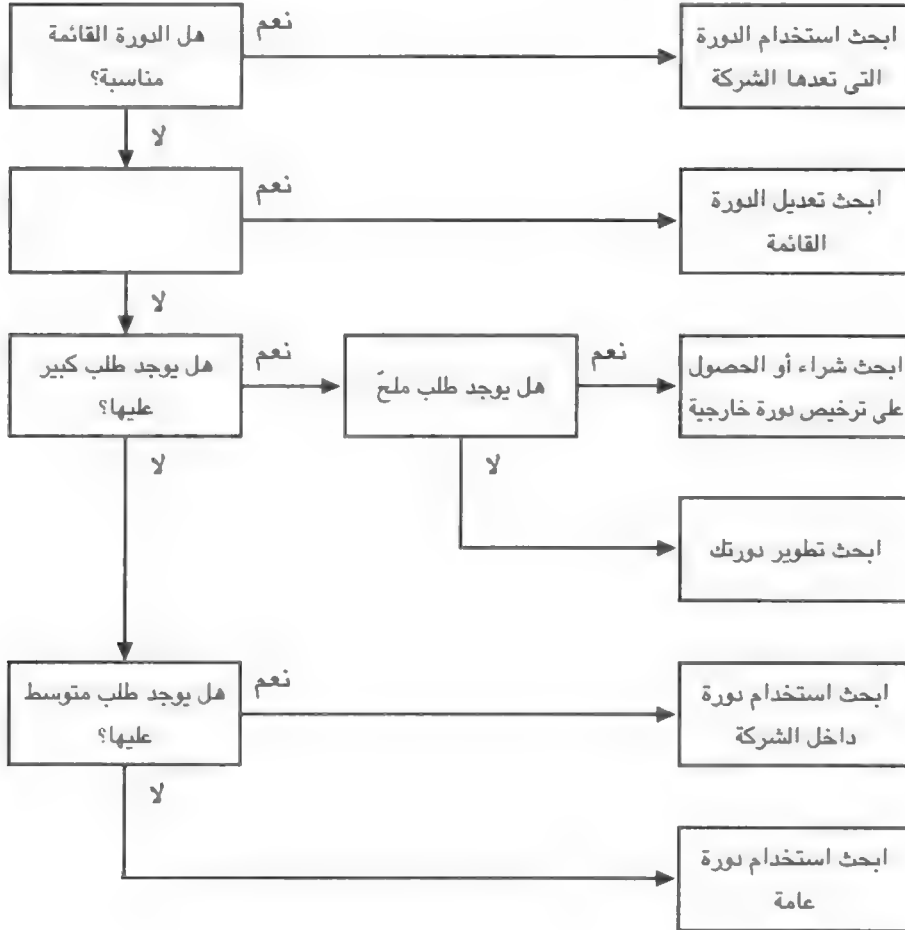 هل الدورة القائمة
مناسبة؟
نعم
ابحث استخدام الدورة
التى تعدها الشركة
لا
نعم
ابحث تعديل الدورة
القائمة
لا
هل يوجد طلب كبير
عليها؟
نعم
هل يوجد طلب ملحّ
نعم
ابحث شراء أو الحصول
على ترخيص دورة خارجية
لا
لا
ابحث تطوير دورتك
هل يوجد طلب متوسط
عليها؟
نعم
ابحث استخدام دورة
داخل الشركة
لا
ابحث استخدام دورة
عامة